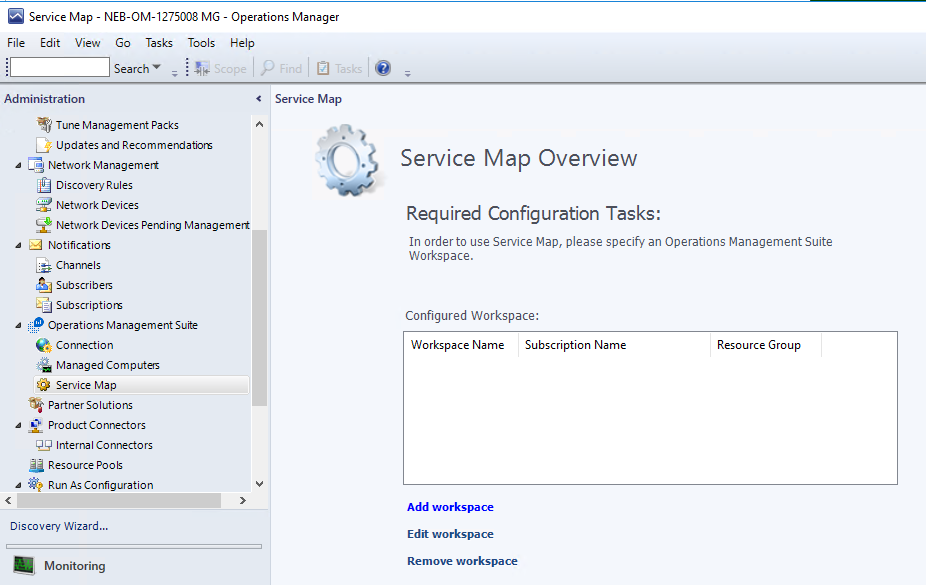 Service Map - NEB-OM-1275008 MG - Operations Manager
File Edit View Go Tasks Tools Help
Search Scope Find Tasks
Administration
Tune Management Packs
Updates and Recommendations
Network Management
Discovery Rules
Network Devices
Network Devices Pending Management
Notifications
Channels
Subscribers
Subscriptions
Operations Management Suite
Connection
Managed Computers
Service Map
Partner Solutions
Product Connectors
Internal Connectors
Resource Pools
Run As Configuration
Discovery Wizard...
Monitoring
Service Map
Service Map Overview
Required Configuration Tasks:
In order to use Service Map, please specify an Operations Management Suite
Workspace.
Configured Workspace:
Workspace Name Subscription Name Resource Group
Add workspace
Edit workspace
Remove workspace